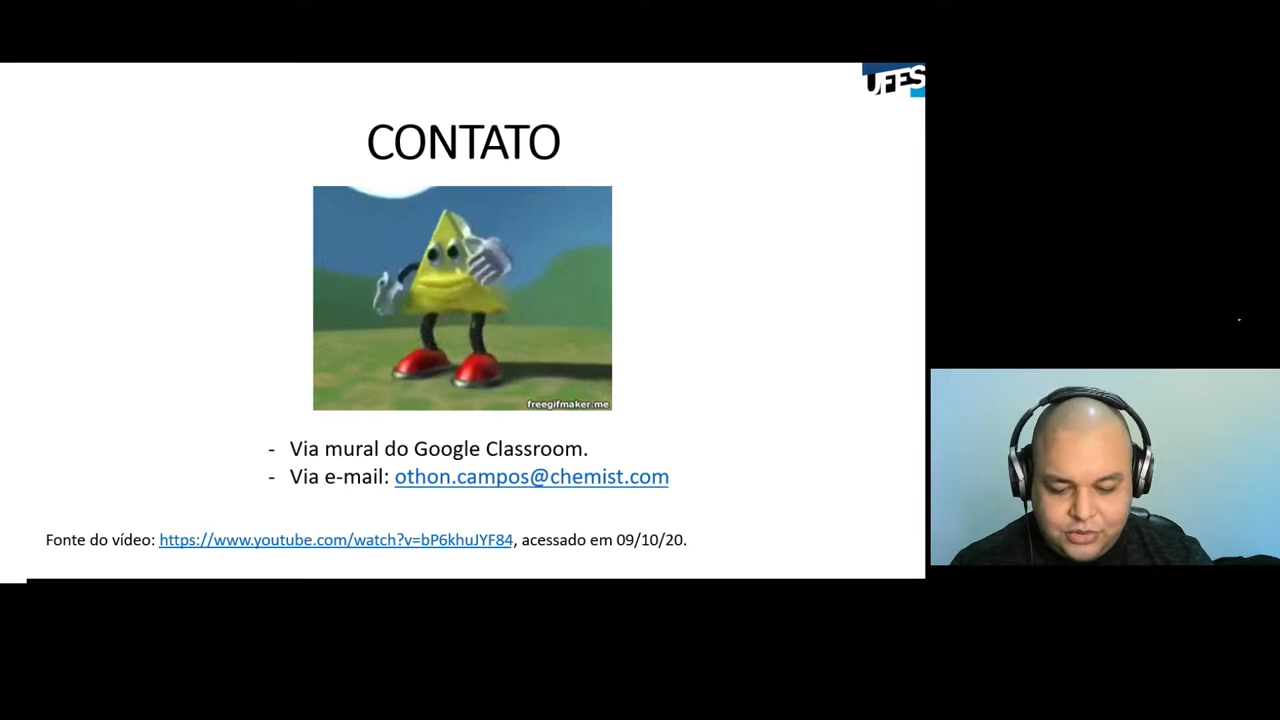 UFES
CONTATO
freegifmaker.me
- Via mural do Google Classroom.
- Via e-mail: othon.campos@chemist.com
Fonte do vídeo: https://www.youtube.com/watch?v=bP6khuJYF84, acessado em 09/10/20.